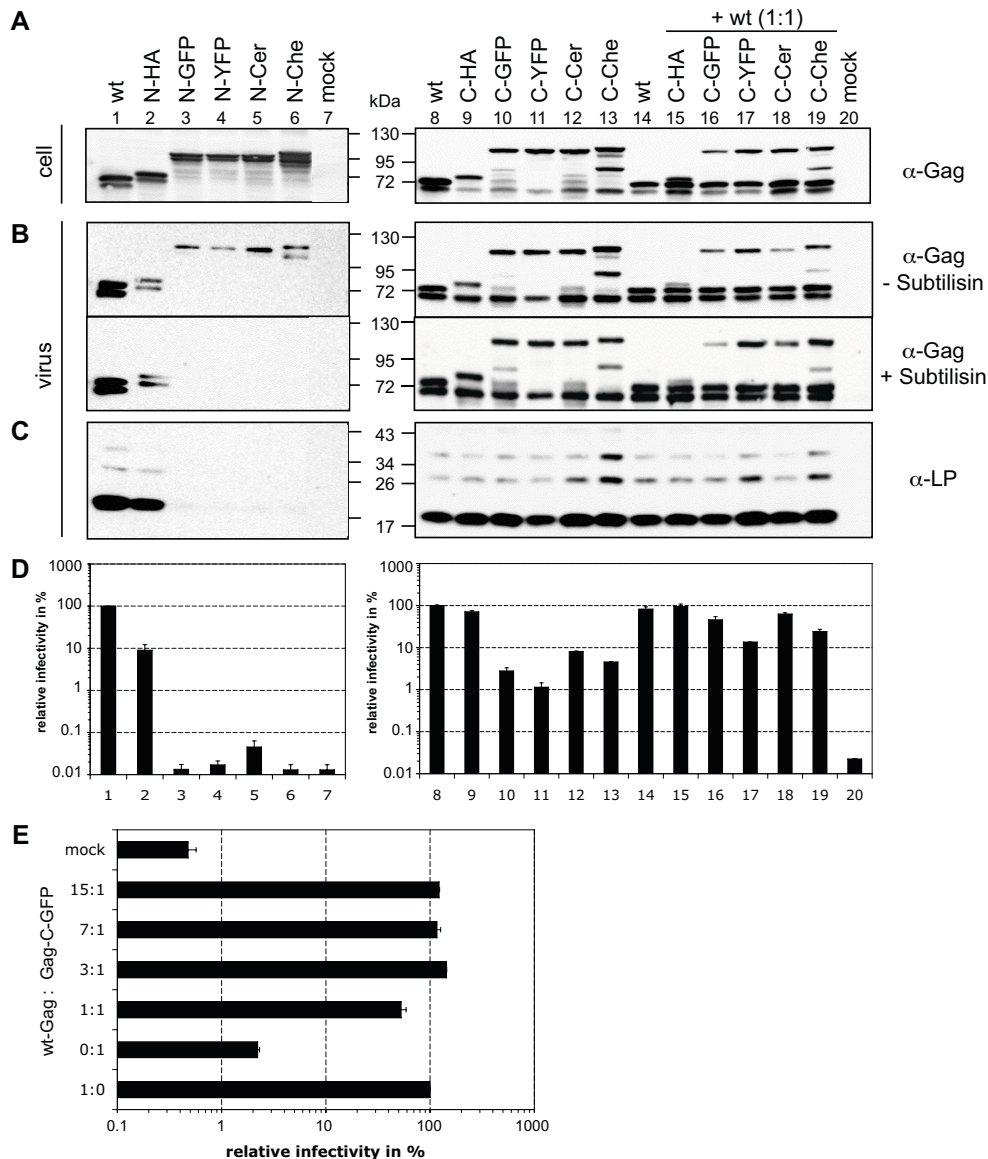 A
+ wt (1:1)
wt N-HA N-GFP N-YFP N-Cer N-Che mock
kDa
wt C-HA C-GFP C-YFP C-Cer C-Che wt C-HA C-GFP C-YFP C-Cer C-Che mock
1 2 3 4 5 6 7
8 9 10 11 12 13 14 15 16 17 18 19 20
cell
130
95
72
α-Gag
B
virus
130
95
72
α-Gag
- Subtilisin
130
95
72
α-Gag
+ Subtilisin
C
43
34
26
17
α-LP
D
relative infectivity in %
1000
100
10
1
0.1
0.01
1 2 3 4 5 6 7
relative infectivity in %
1000
100
10
1
0.1
0.01
8 9 10 11 12 13 14 15 16 17 18 19 20
E
wt-Gag : Gag-C-GFP
mock
15:1
7:1
3:1
1:1
0:1
1:0
0.1 1 10 100 1000
relative infectivity in %